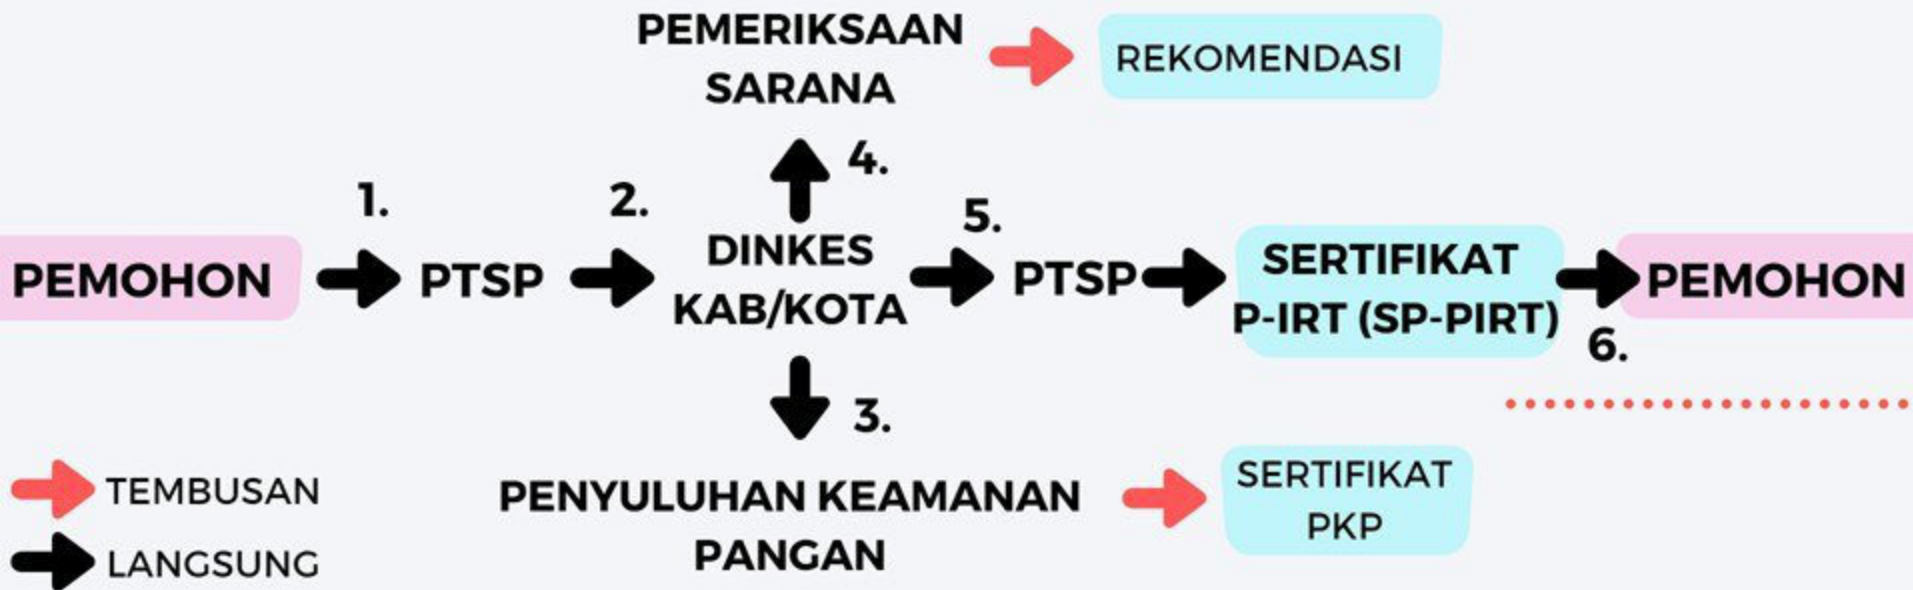 PEMERIKSAAN
SARANA
REKOMENDASI
4.
1.
2.
5.
PEMOHON
PTSP
DINKES
KAB/KOTA
PTSP
SERTIFIKAT
P-IRT (SP-PIRT)
PEMOHON
6.
3.
TEMBUSAN
LANGSUNG
PENYULUHAN KEAMANAN
PANGAN
SERTIFIKAT
PKP